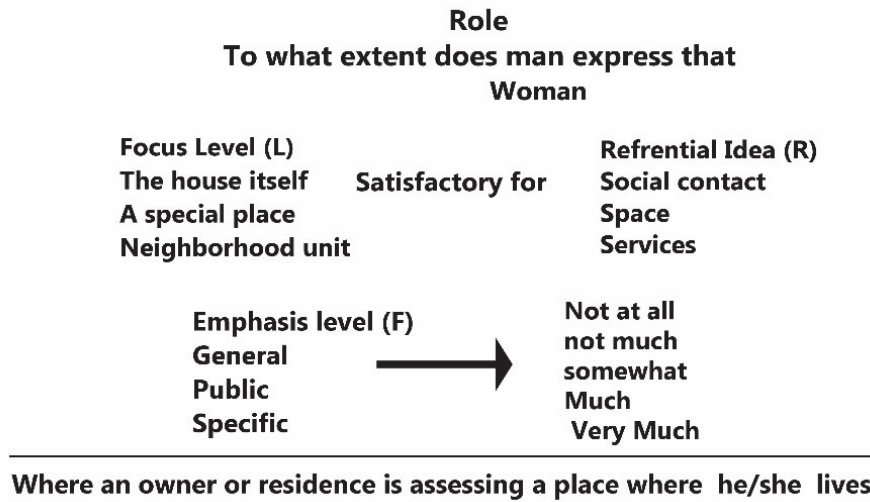 Role
To what extent does man express that
Woman
Focus Level (L)
The house itself
A special place
Neighborhood unit
Satisfactory for
Refrential Idea (R)
Social contact
Space
Services
Emphasis level (F)
General
Public
Specific
Not at all
not much
somewhat
Much
Very Much
Where an owner or residence is assessing a place where he/she lives